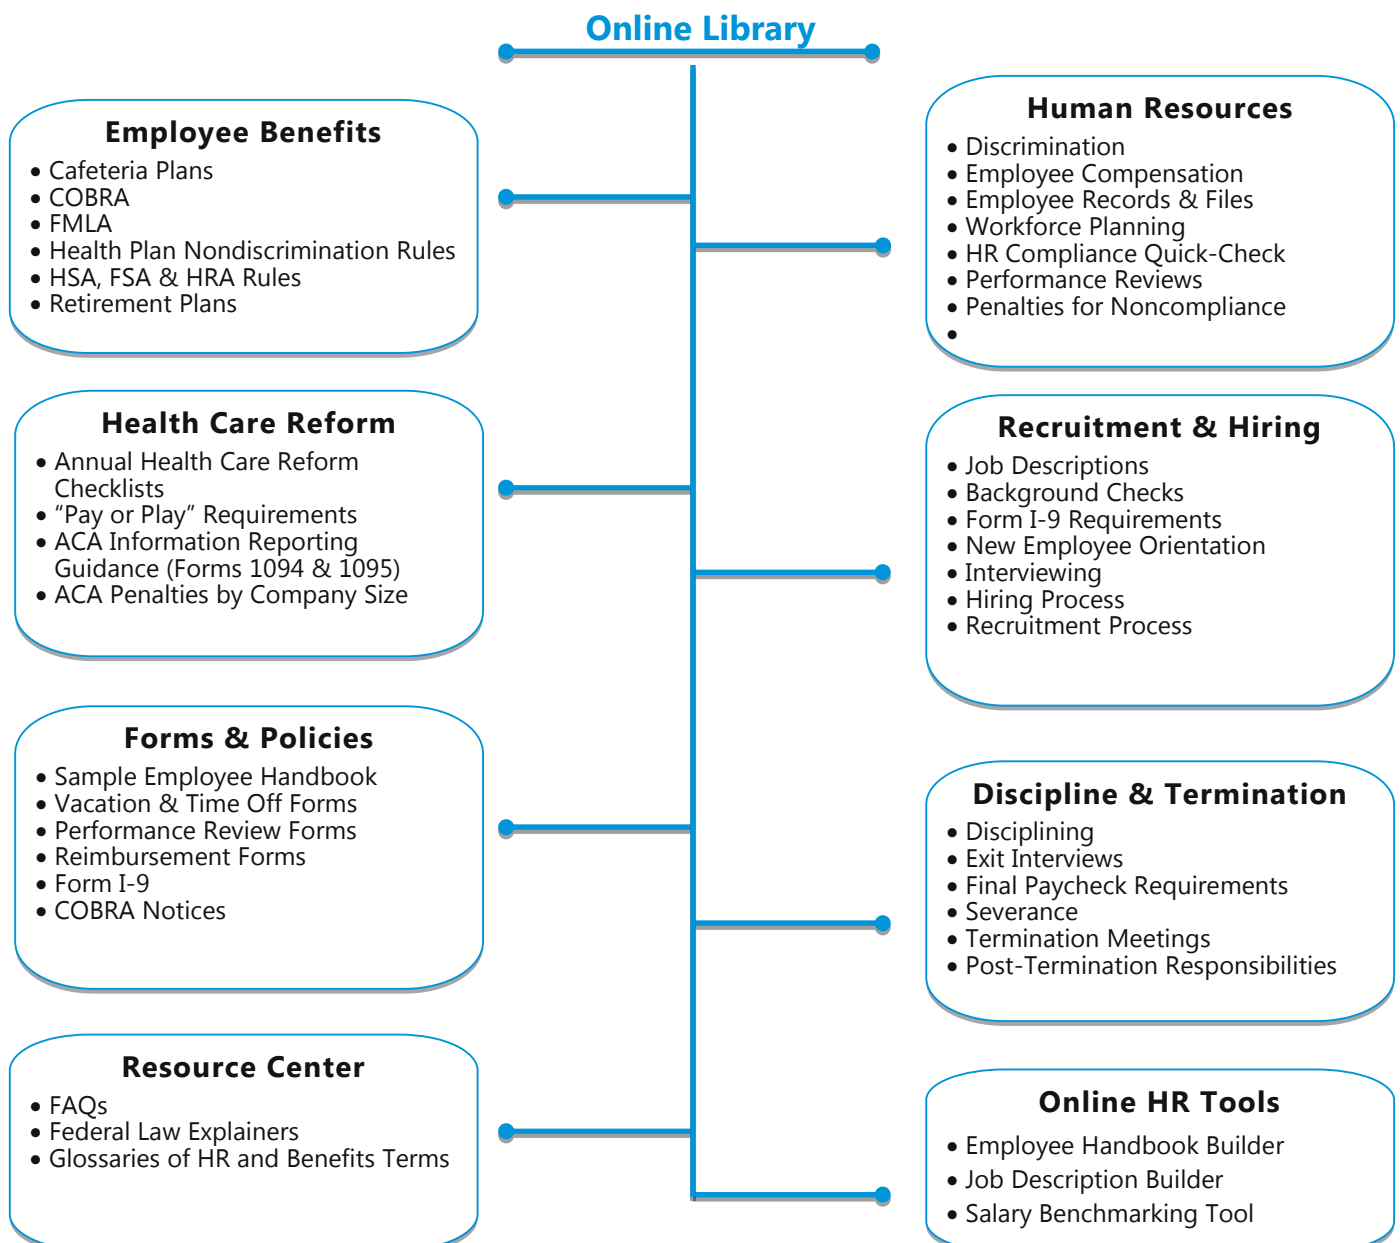 Online Library
Employee Benefits
• Cafeteria Plans
• COBRA
• FMLA
• Health Plan Nondiscrimination Rules
• HSA, FSA & HRA Rules
• Retirement Plans
Health Care Reform
• Annual Health Care Reform
Checklists
• “Pay or Play” Requirements
• ACA Information Reporting
Guidance (Forms 1094 & 1095)
• ACA Penalties by Company Size
Forms & Policies
• Sample Employee Handbook
• Vacation & Time Off Forms
• Performance Review Forms
• Reimbursement Forms
• Form I-9
• COBRA Notices
Resource Center
• FAQs
• Federal Law Explainers
• Glossaries of HR and Benefits Terms
Human Resources
• Discrimination
• Employee Compensation
• Employee Records & Files
• Workforce Planning
• HR Compliance Quick-Check
• Performance Reviews
• Penalties for Noncompliance
•
Recruitment & Hiring
• Job Descriptions
• Background Checks
• Form I-9 Requirements
• New Employee Orientation
• Interviewing
• Hiring Process
• Recruitment Process
Discipline & Termination
• Disciplining
• Exit Interviews
• Final Paycheck Requirements
• Severance
• Termination Meetings
• Post-Termination Responsibilities
Online HR Tools
• Employee Handbook Builder
• Job Description Builder
• Salary Benchmarking Tool